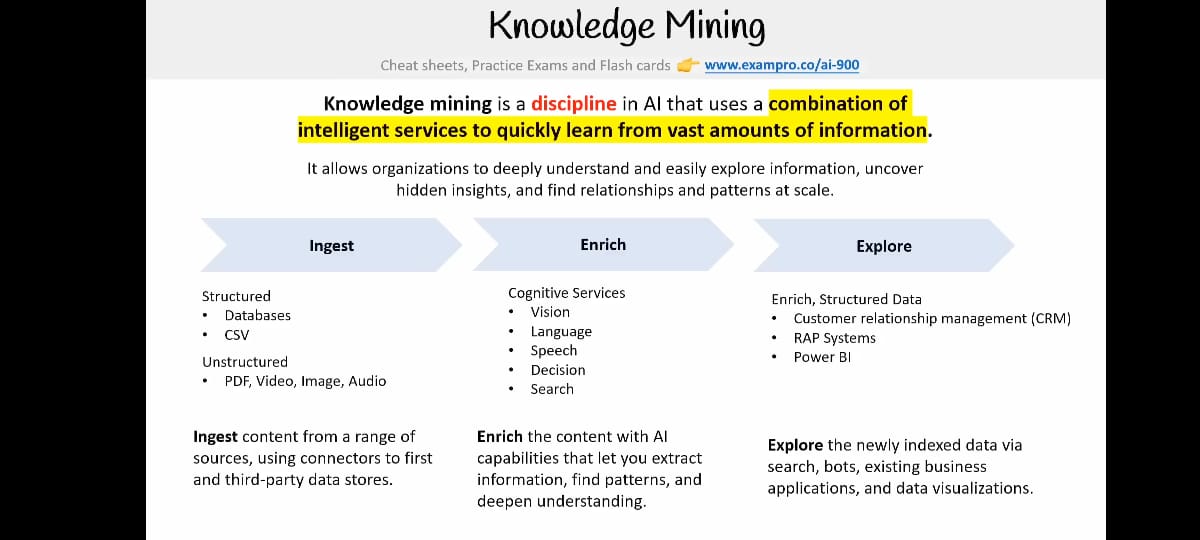 Knowledge Mining
Cheat sheets, Practice Exams and Flash cards 👉 www.exampro.co/ai-900
Knowledge mining is a discipline in AI that uses a combination of
intelligent services to quickly learn from vast amounts of information.
It allows organizations to deeply understand and easily explore information, uncover
hidden insights, and find relationships and patterns at scale.
Ingest
Structured
• Databases
• CSV
Unstructured
• PDF, Video, Image, Audio
Ingest content from a range of
sources, using connectors to first
and third-party data stores.
Enrich
Cognitive Services
• Vision
• Language
• Speech
• Decision
• Search
Enrich the content with AI
capabilities that let you extract
information, find patterns, and
deepen understanding.
Explore
Enrich, Structured Data
• Customer relationship management (CRM)
• RAP Systems
• Power BI
Explore the newly indexed data via
search, bots, existing business
applications, and data visualizations.